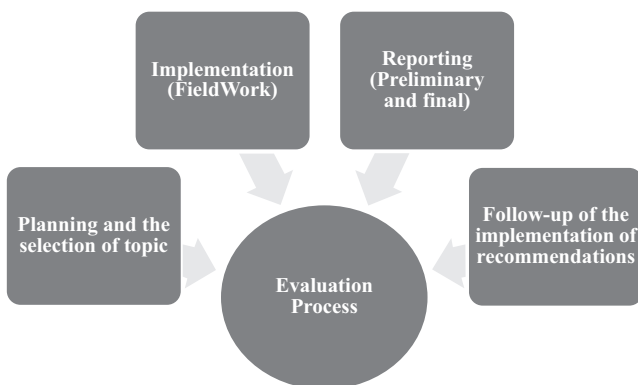 Implementation
(FieldWork)
Reporting
(Preliminary
and final)
Planning and the
selection of topic
Follow-up of the
implementation of
recommendations
Evaluation
Process